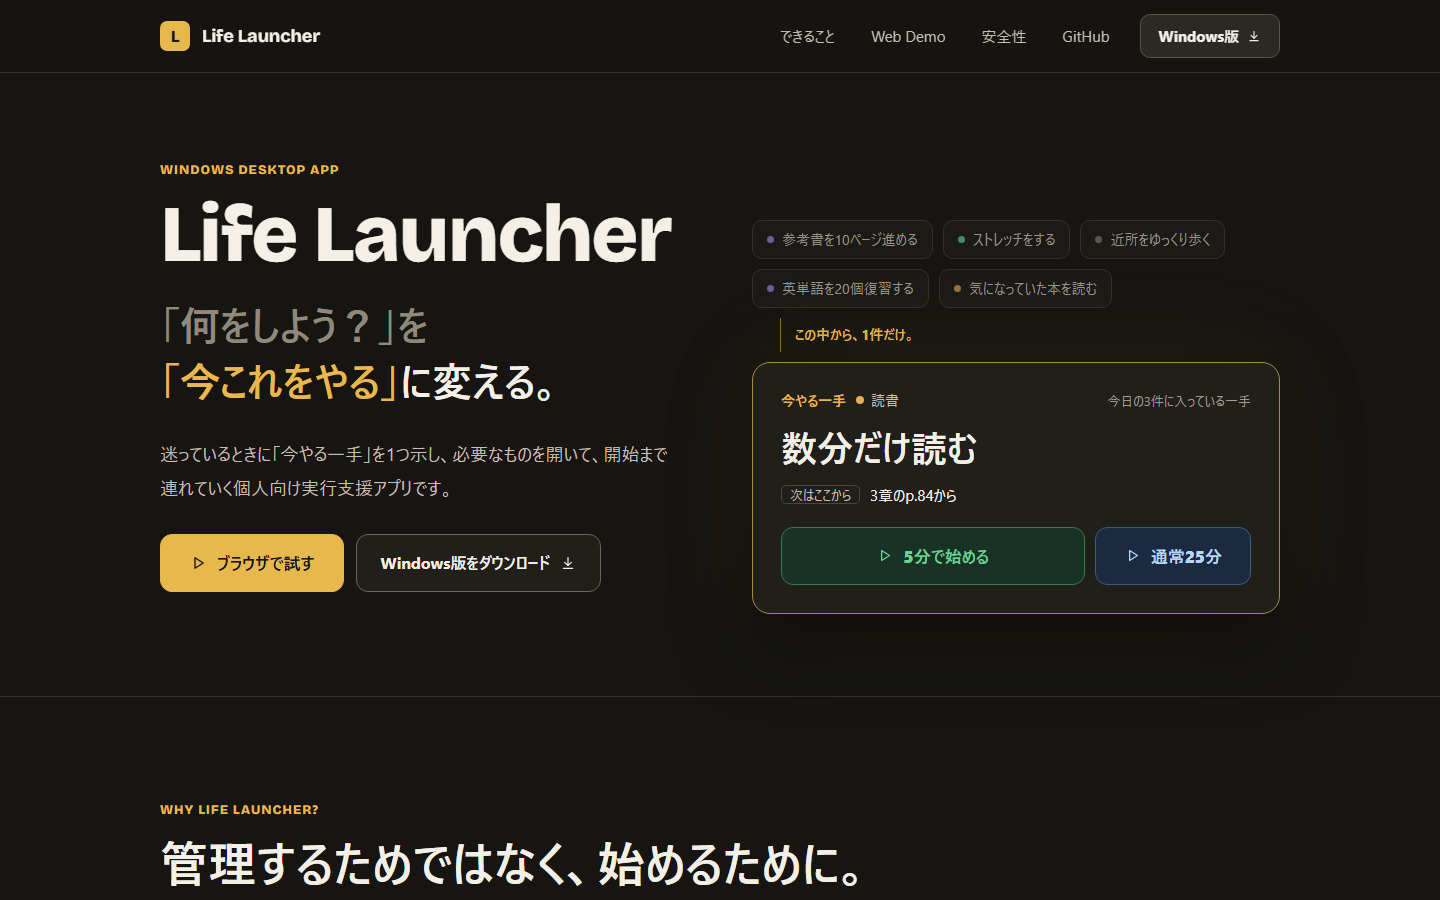 L Life Launcher
できること Web Demo 安全性 GitHub Windows版
WINDOWS DESKTOP APP
Life Launcher
「何をしよう？」を
「今これをやる」に変える。
迷っているときに「今やる一手」を1つ示し、必要なものを開いて、開始まで
連れていく個人向け実行支援アプリです。
ブラウザで試す Windows版をダウンロード
参考書を10ページ進める ストレッチをする 近所をゆっくり歩く
英単語を20個復習する 気になっていた本を読む
この中から、1件だけ。
今やる一手 読書 今日の3件に入っている一手
数分だけ読む
次はここから 3章のp.84から
5分で始める 通常25分
WHY LIFE LAUNCHER?
管理するためではなく、始めるために。